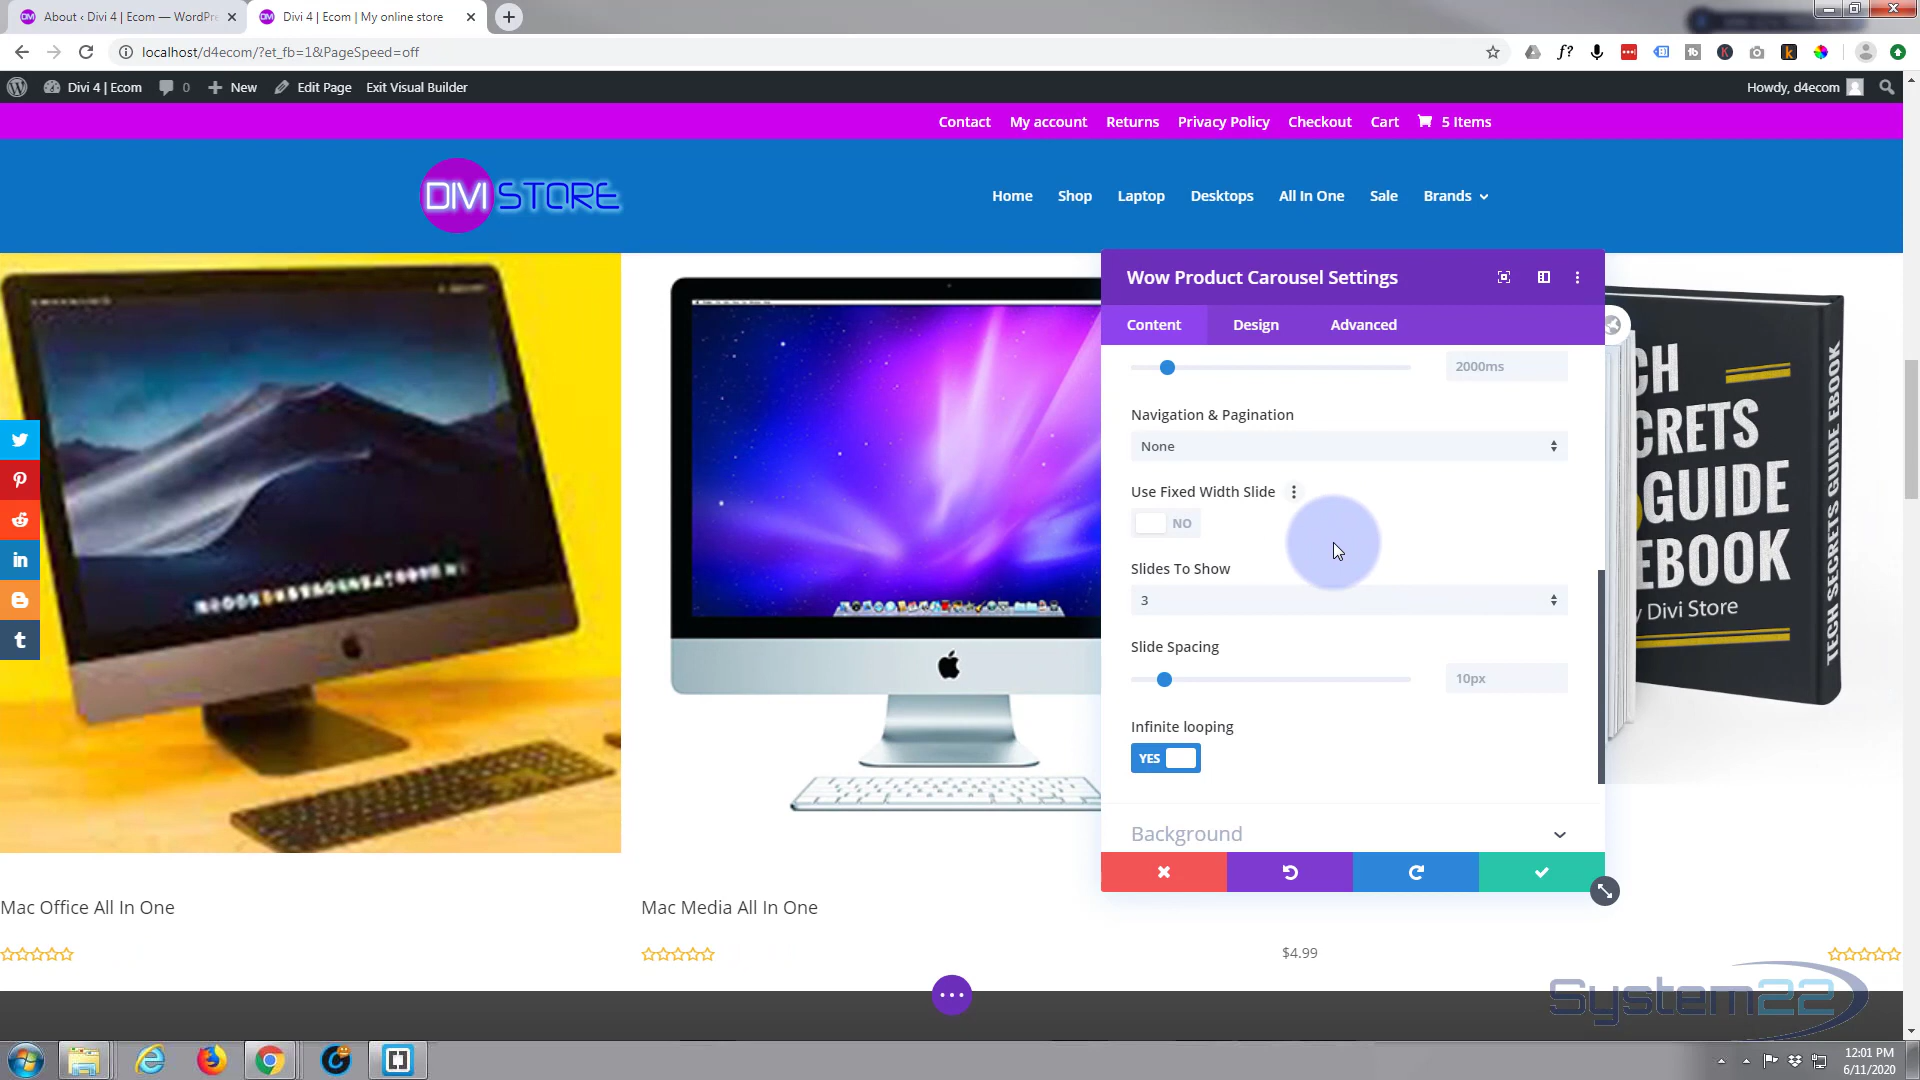 About ‹ Divi 4 | Ecom — WordPre
Divi 4 | Ecom | My online store
localhost/d4ecom/?et_fb=1&PageSpeed=off
Divi 4 | Ecom
0
New
Edit Page
Exit Visual Builder
Howdy, d4ecom
Contact
My account
Returns
Privacy Policy
Checkout
Cart
5 Items
DIVI STORE
Home
Shop
Laptop
Desktops
All In One
Sale
Brands
Wow Product Carousel Settings
Content
Design
Advanced
2000ms
Navigation & Pagination
None
Use Fixed Width Slide
NO
Slides To Show
3
Slide Spacing
10px
Infinite looping
YES
Background
CH
CRETS
GUIDE
EBOOK
y Divi Store
TECH SECRETS GUIDE EBOOK
Mac Office All In One
Mac Media All In One
$4.99
System22
12:01 PM
6/11/2020